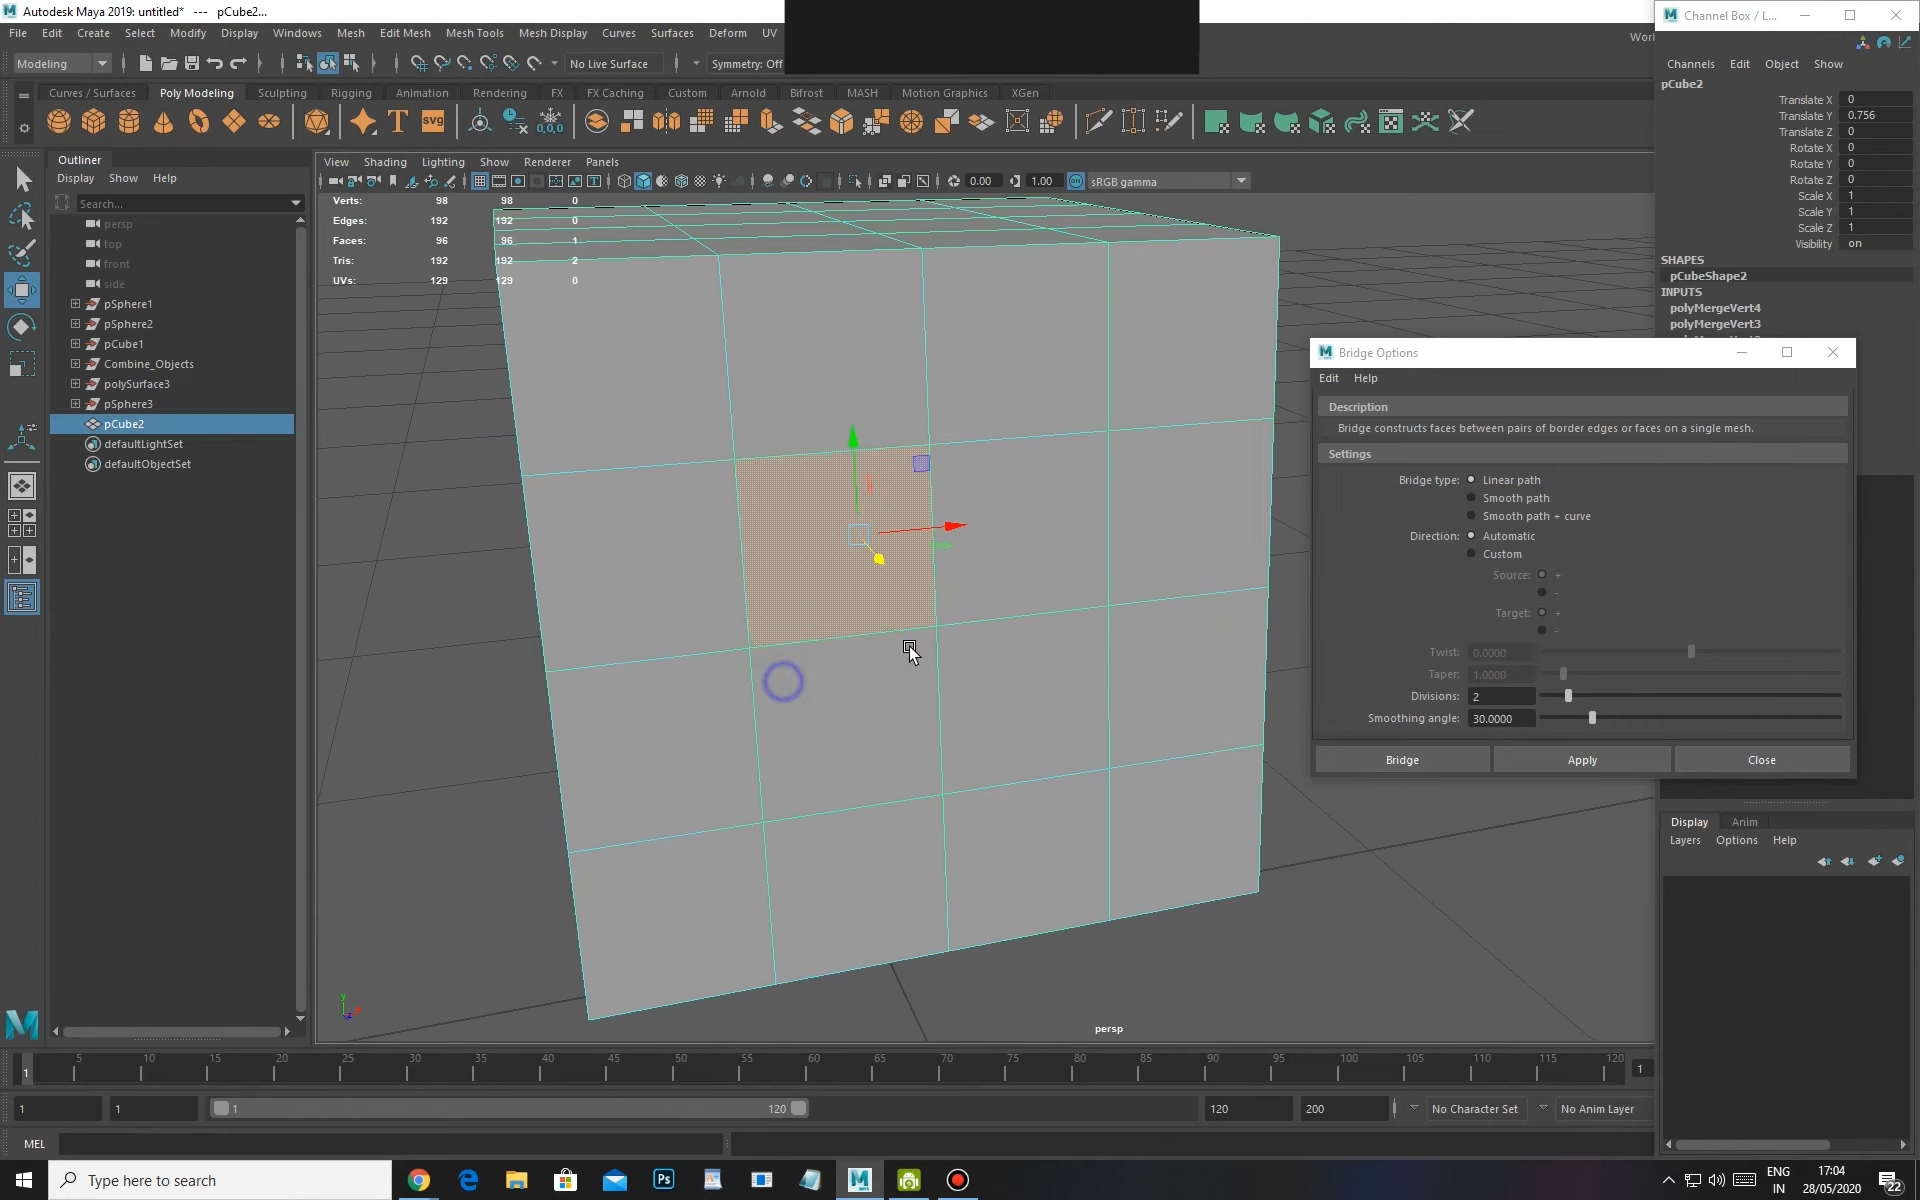 Autodesk Maya 2019: untitled* --- pCube2...
File Edit Create Select Modify Display Windows Mesh Edit Mesh Mesh Tools Mesh Display Curves Surfaces Deform UV
Modeling No Live Surface Symmetry: Off
Curves / Surfaces Poly Modeling Sculpting Rigging Animation Rendering FX FX Caching Custom Arnold Bifrost MASH Motion Graphics XGen
T svg 0,0,0
Outliner
Display Show Help
Search...
persp
top
front
side
pSphere1
pSphere2
pCube1
Combine_Objects
polySurface3
pSphere3
pCube2
defaultLightSet
defaultObjectSet
View Shading Lighting Show Renderer Panels
0.00 1.00 ON sRGB gamma
Verts: 98 98 0
Edges: 192 192 0
Faces: 96 96 1
Tris: 192 192 2
UVs: 129 129 0
persp
Channel Box / L...
Channels Edit Object Show
pCube2
Translate X 0
Translate Y 0.756
Translate Z 0
Rotate X 0
Rotate Y 0
Rotate Z 0
Scale X 1
Scale Y 1
Scale Z 1
Visibility on
SHAPES
pCubeShape2
INPUTS
polyMergeVert4
polyMergeVert3
Bridge Options
Edit Help
Description
Bridge constructs faces between pairs of border edges or faces on a single mesh.
Settings
Bridge type: Linear path
Smooth path
Smooth path + curve
Direction: Automatic
Custom
Source: +
-
Target: +
-
Twist: 0.0000
Taper: 1.0000
Divisions: 2
Smoothing angle: 30.0000
Bridge Apply Close
Display Anim
Layers Options Help
5 10 15 20 25 30 35 40 45 50 55 60 65 70 75 80 85 90 95 100 105 110 115 120
1 1
1 1 1 120 120 200 No Character Set No Anim Layer
MEL
Type here to search
Ps
ENG
IN
17:04
28/05/2020
22